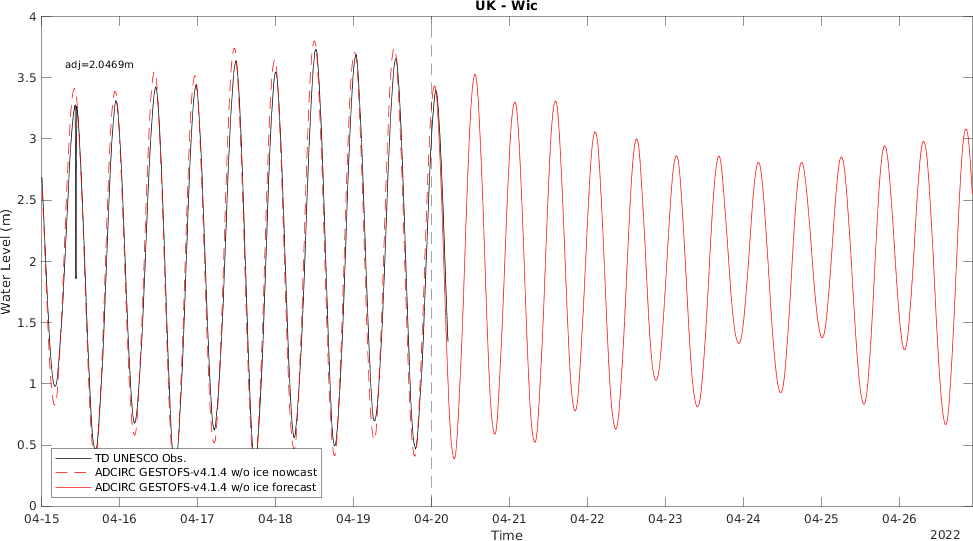 UK - Wic
adj=2.0469m
4
3.5
3
2.5
2
1.5
1
0.5
0
Water Level (m)
TD UNESCO Obs.
ADCIRC GESTOFS-v4.1.4 w/o ice nowcast
ADCIRC GESTOFS-v4.1.4 w/o ice forecast
04-15 04-16 04-17 04-18 04-19 04-20 04-21 04-22 04-23 04-24 04-25 04-26
Time
2022